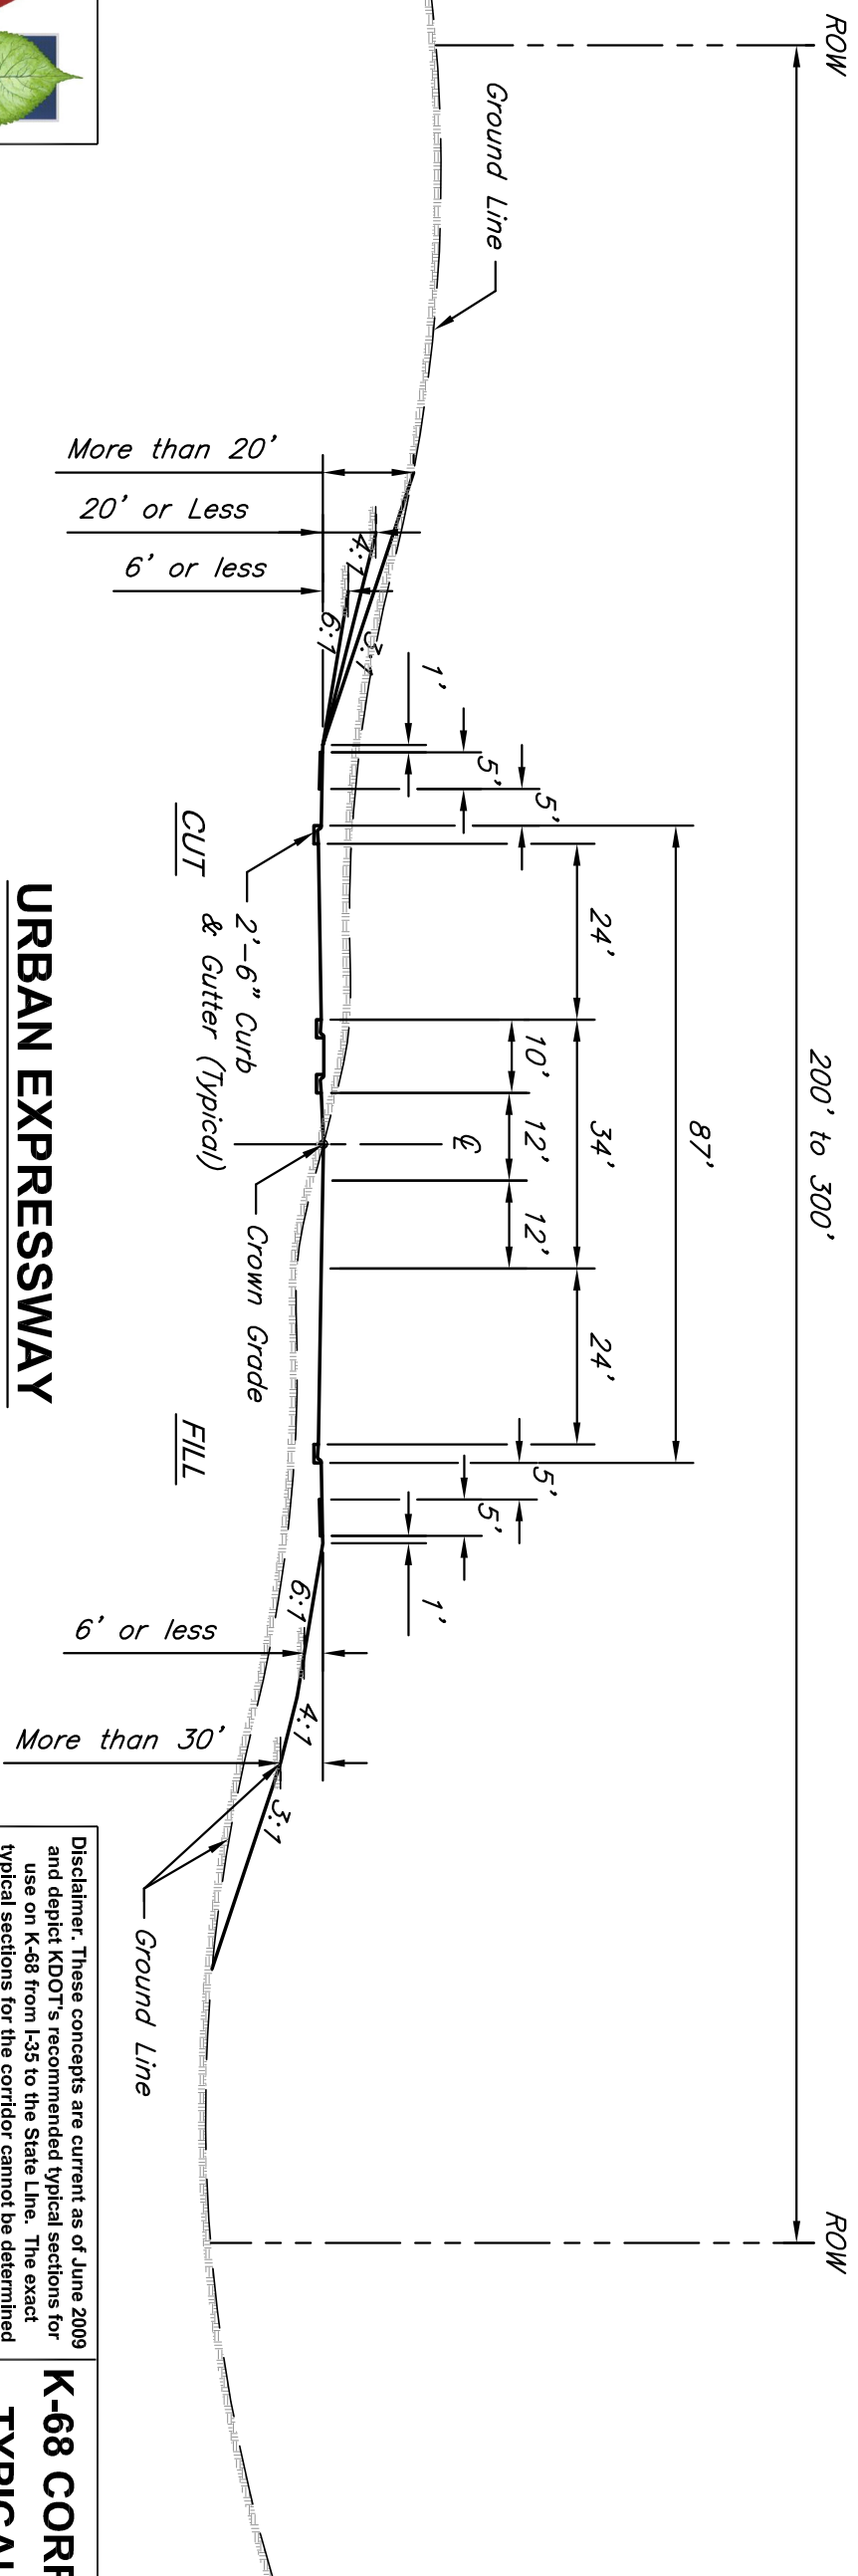 ROW
200' to 300'
ROW
87'
24'
34'
24'
10'
12'
12'
5'
5'
1'
5'
5'
1'
℄
Ground Line
More than 20'
20' or Less
6' or less
3:1
4:1
6:1
CUT
2'-6" Curb
& Gutter (Typical)
Crown Grade
FILL
6:1
4:1
3:1
6' or less
More than 30'
Ground Line
URBAN EXPRESSWAY
Disclaimer. These concepts are current as of June 2009
and depict KDOT's recommended typical sections for
use on K-68 from I-35 to the State Line. The exact
typical sections for the corridor cannot be determined
K-68
TYPICAL